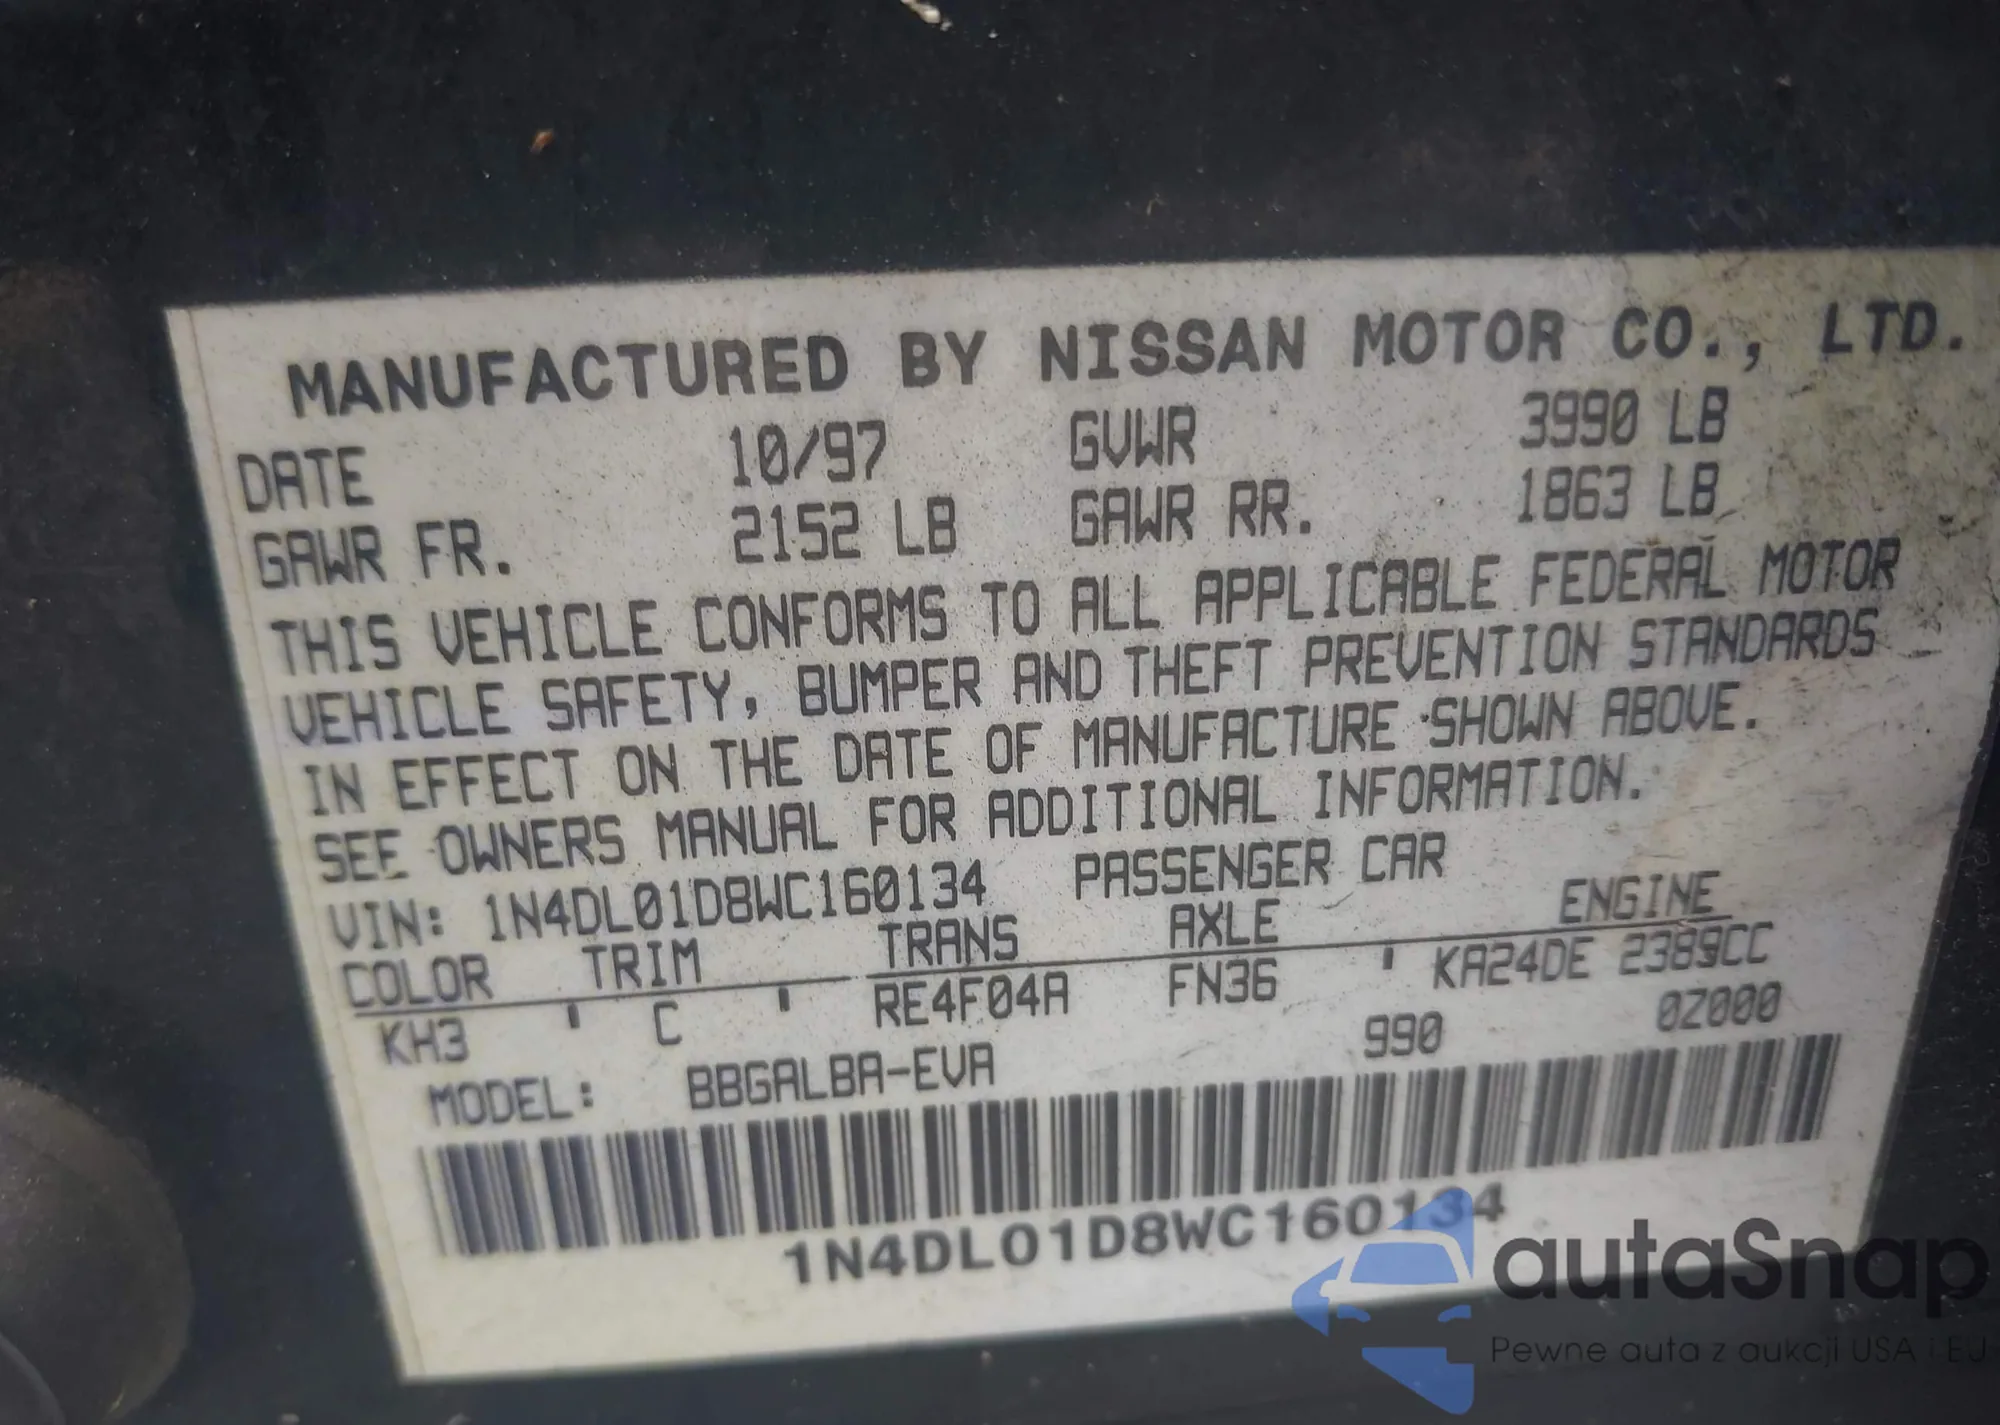 MANUFACTURED BY NISSAN MOTOR CO., LTD.
DATE 10/97 GVWR 3990 LB
GAWR FR. 2152 LB GAWR RR. 1863 LB
THIS VEHICLE CONFORMS TO ALL APPLICABLE FEDERAL MOTOR
VEHICLE SAFETY, BUMPER AND THEFT PREVENTION STANDARDS
IN EFFECT ON THE DATE OF MANUFACTURE SHOWN ABOVE.
SEE OWNERS MANUAL FOR ADDITIONAL INFORMATION.
VIN: 1N4DL01D8WC160134 PASSENGER CAR
COLOR TRIM TRANS AXLE ENGINE
KH3 ' C ' RE4F04A FN36 ' KA24DE 2389CC
MODEL: BBGALBA-EVA 990 0Z000
1N4DL01D8WC160134
autaSnap
Pewne auta z aukcji USA i EU